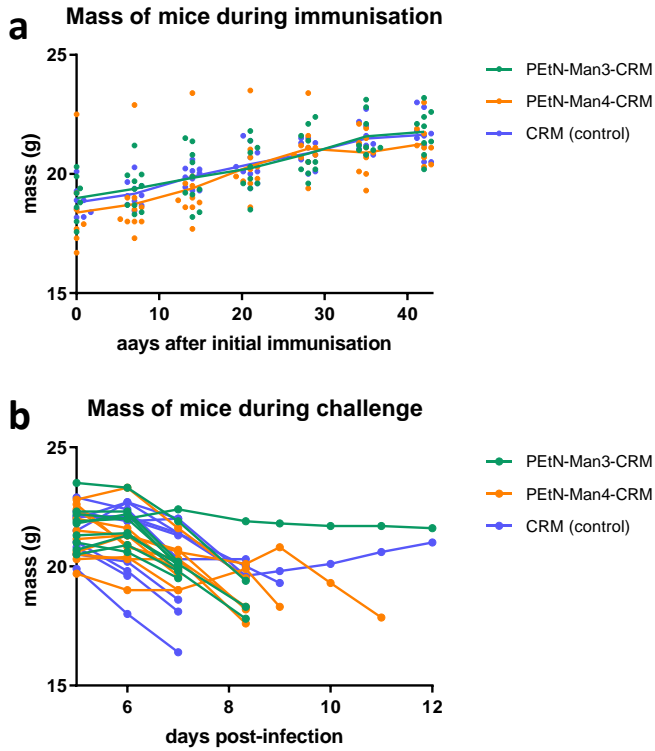 a
Mass of mice during immunisation
25
20
15
mass (g)
0
10
20
30
40
aays after initial immunisation
PEtN-Man3-CRM
PEtN-Man4-CRM
CRM (control)
b
Mass of mice during challenge
25
20
15
mass (g)
6
8
10
12
days post-infection
PEtN-Man3-CRM
PEtN-Man4-CRM
CRM (control)